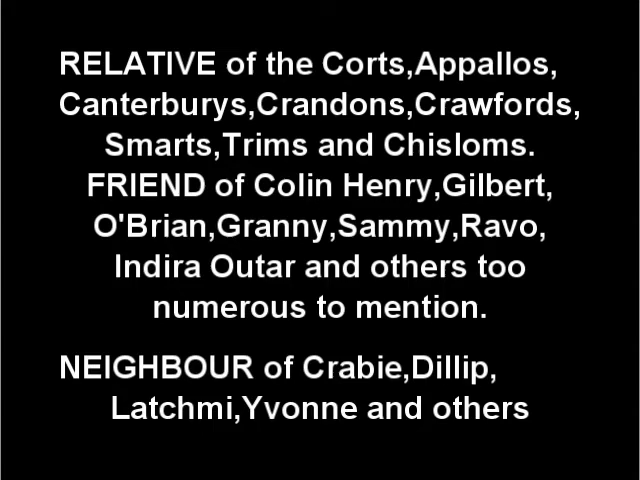 RELATIVE of the Corts,Appallos,
Canterburys,Crandons,Crawfords,
Smarts,Trims and Chisloms.
FRIEND of Colin Henry,Gilbert,
O'Brian,Granny,Sammy,Ravo,
Indira Outar and others too
numerous to mention.
NEIGHBOUR of Crabie,Dillip,
Latchmi,Yvonne and others